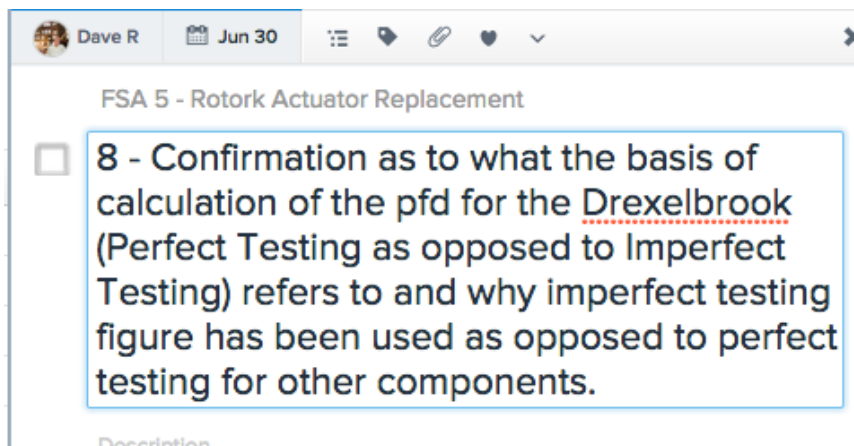 Dave R Jun 30
FSA 5 - Rotork Actuator Replacement
8 - Confirmation as to what the basis of
calculation of the pfd for the Drexelbrook
(Perfect Testing as opposed to Imperfect
Testing) refers to and why imperfect testing
figure has been used as opposed to perfect
testing for other components.
Description